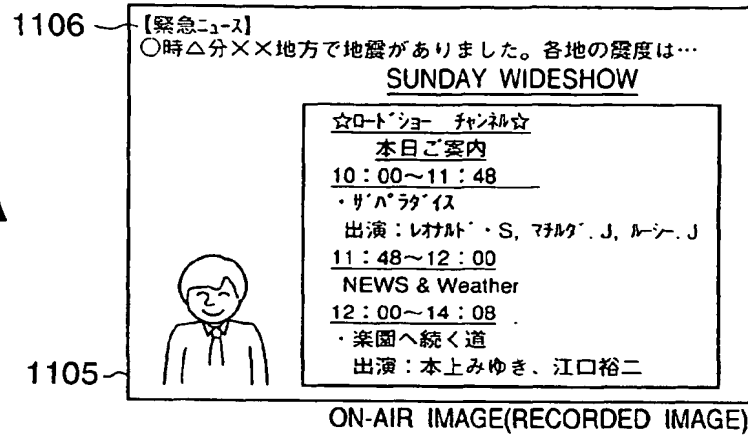 1106
【緊急ﾆｭｰｽ】
○時△分××地方で地震がありました。各地の震度は…
SUNDAY WIDESHOW
☆ﾛｰﾄﾞｼｮｰ ﾁｬﾝﾈﾙ☆
本日ご案内
10：00～11：48
・ｻﾞﾊﾟﾗﾀﾞｲｽ
出演：ﾚｵﾅﾙﾄﾞ・S, ﾏﾁﾙﾀﾞ.J, ﾙｰｼｰ.J
11：48～12：00
NEWS & Weather
12：00～14：08
・楽園へ続く道
出演：本上みゆき、江口裕二
1105
ON-AIR IMAGE(RECORDED IMAGE)